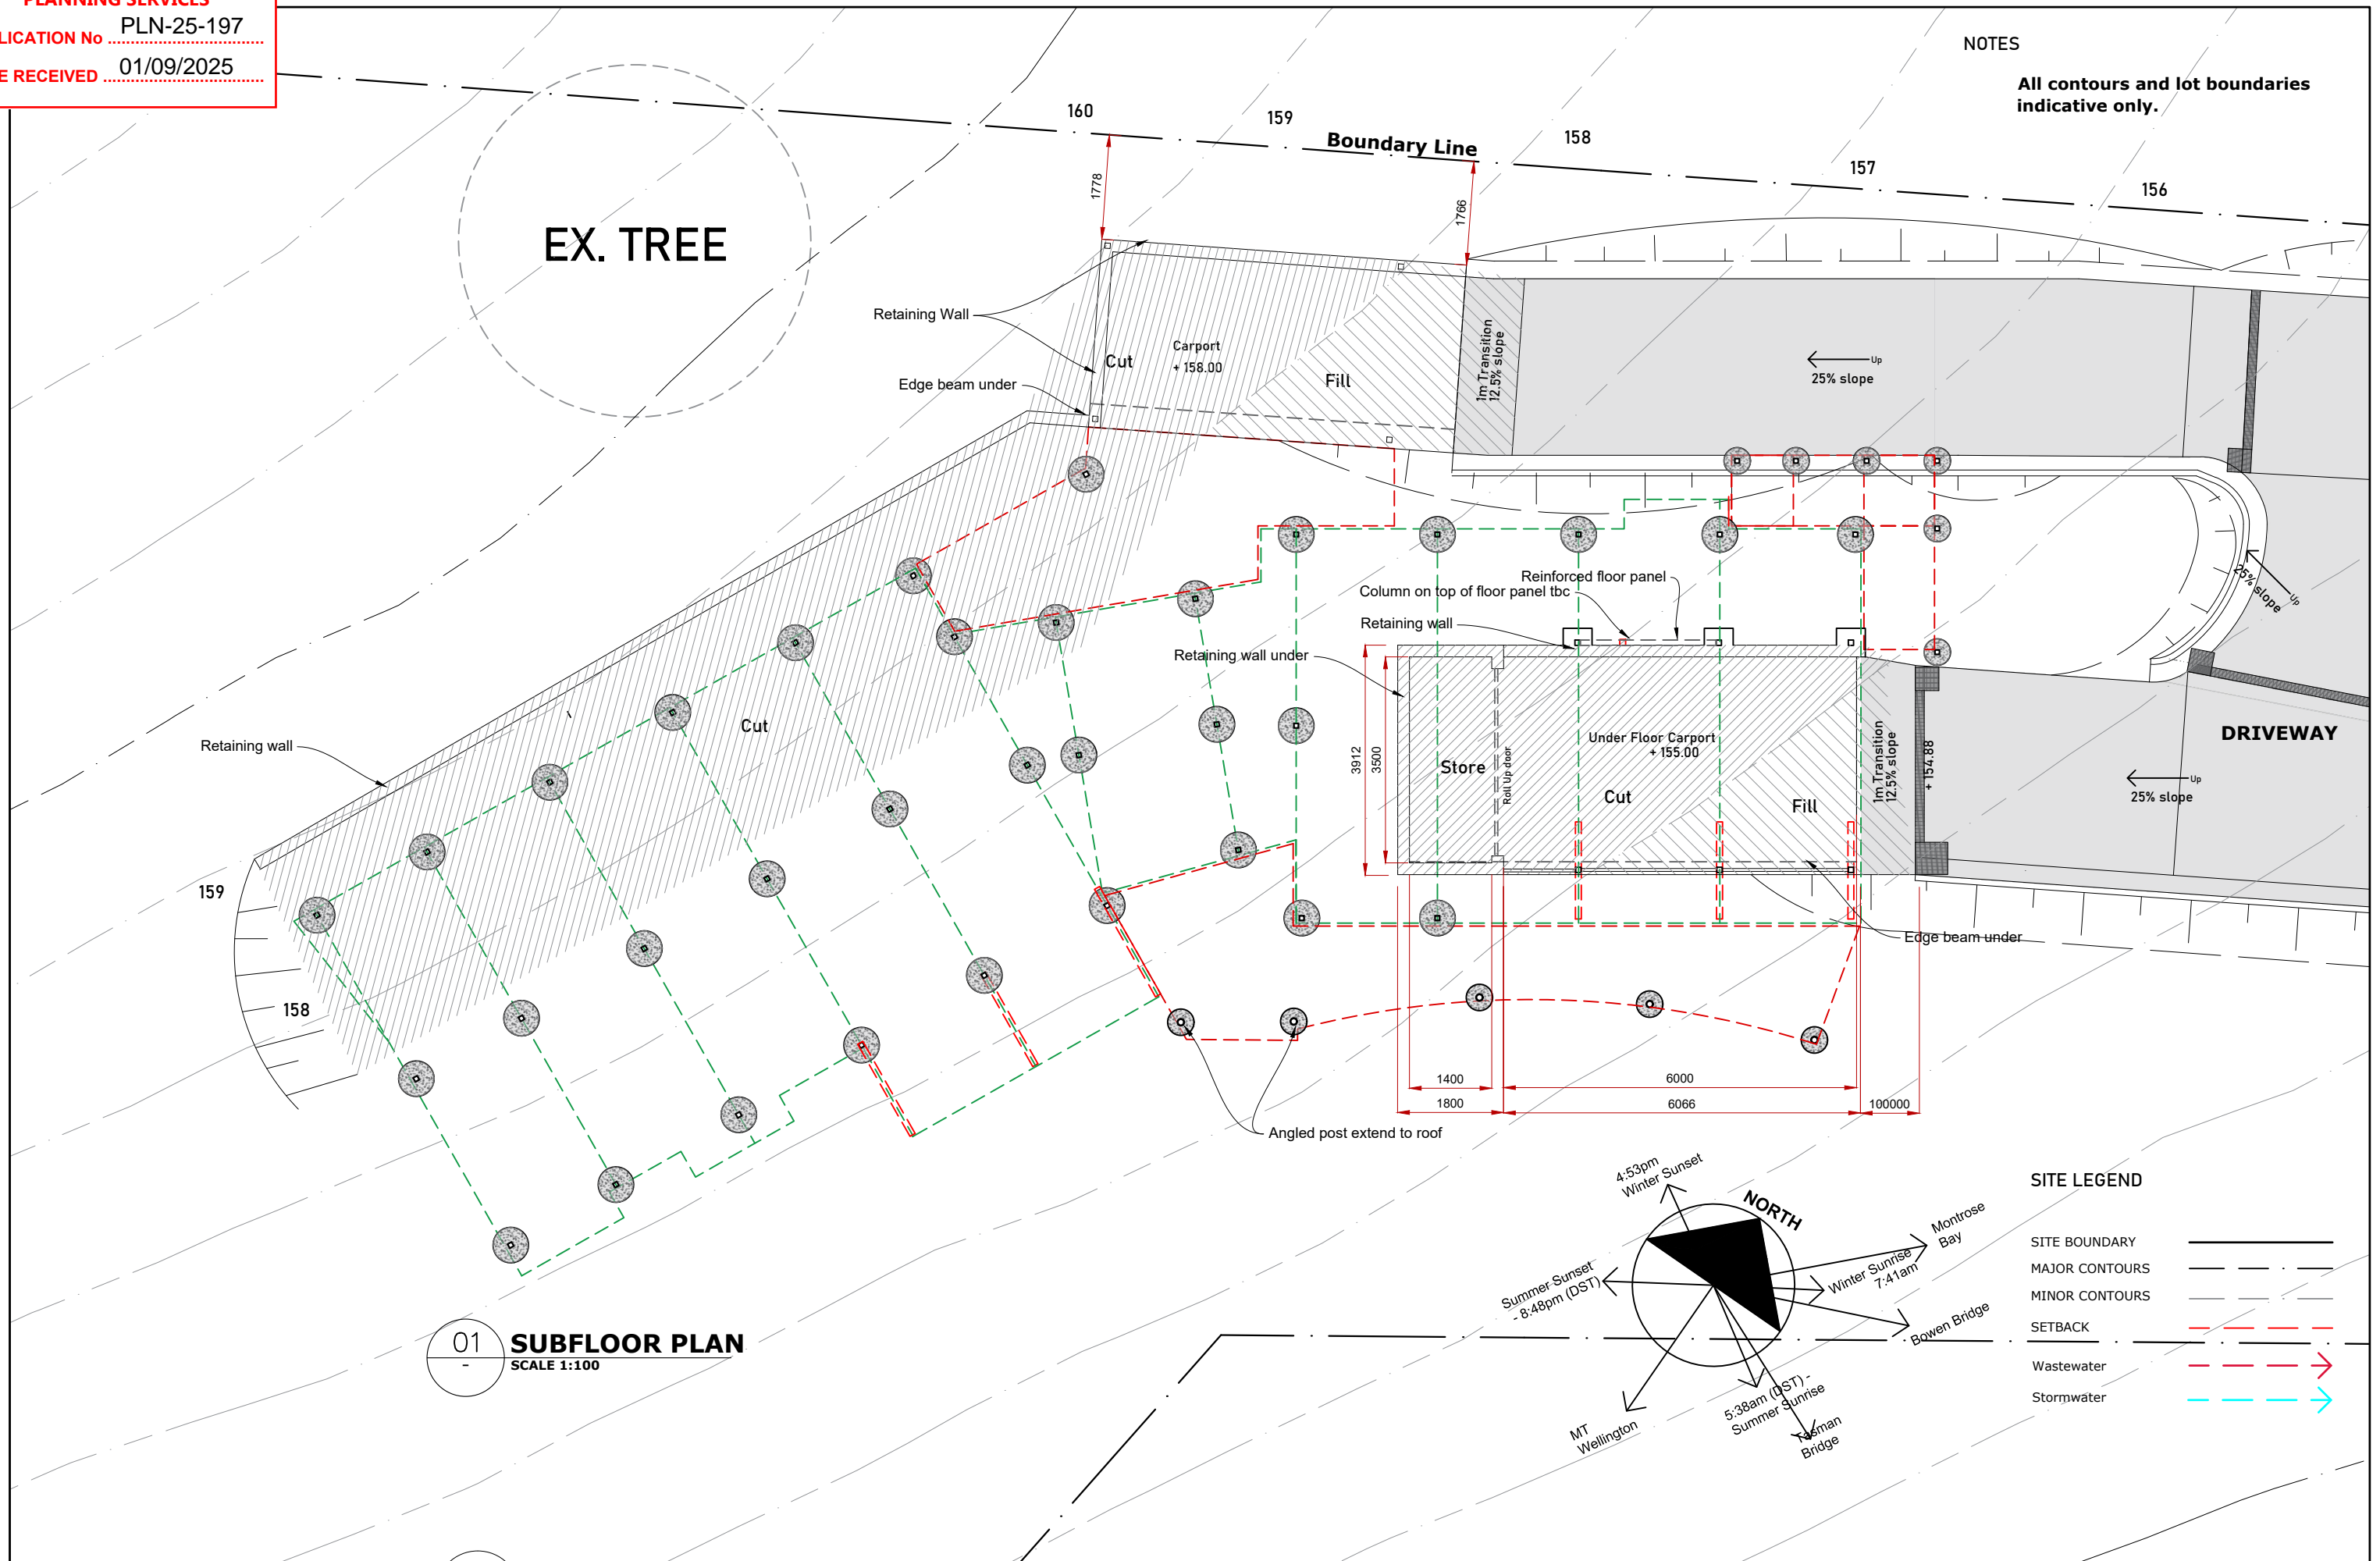 PLANNING SERVICES
LICATION No PLN-25-197
E RECEIVED 01/09/2025
NOTES
All contours and lot boundaries
indicative only.
160
159
Boundary Line
158
157
156
EX. TREE
1778
1766
Retaining Wall
Cut
Carport
+ 158.00
Fill
1m Transition
12.5% slope
Up
25% slope
Edge beam under
25% slope
Up
Reinforced floor panel
Column on top of floor panel tbc
Retaining wall
Retaining wall under
Cut
Retaining wall
3912
3500
Store
Roll Up door
Under Floor Carport
+ 155.00
Cut
Fill
1m Transition
12.5% slope
+ 154.88
DRIVEWAY
Up
25% slope
159
158
Edge beam under
1400
6000
1800
6066
100000
Angled post extend to roof
4:53pm
Winter Sunset
NORTH
Montrose
Bay
Winter Sunrise
7:41am
Summer Sunset
- 8:48pm (DST)
Bowen Bridge
5:38am (DST) -
Summer Sunrise
MT
Wellington
Tasman
Bridge
SITE LEGEND
SITE BOUNDARY
MAJOR CONTOURS
MINOR CONTOURS
SETBACK
Wastewater
Stormwater
01
-
SUBFLOOR PLAN
SCALE 1:100